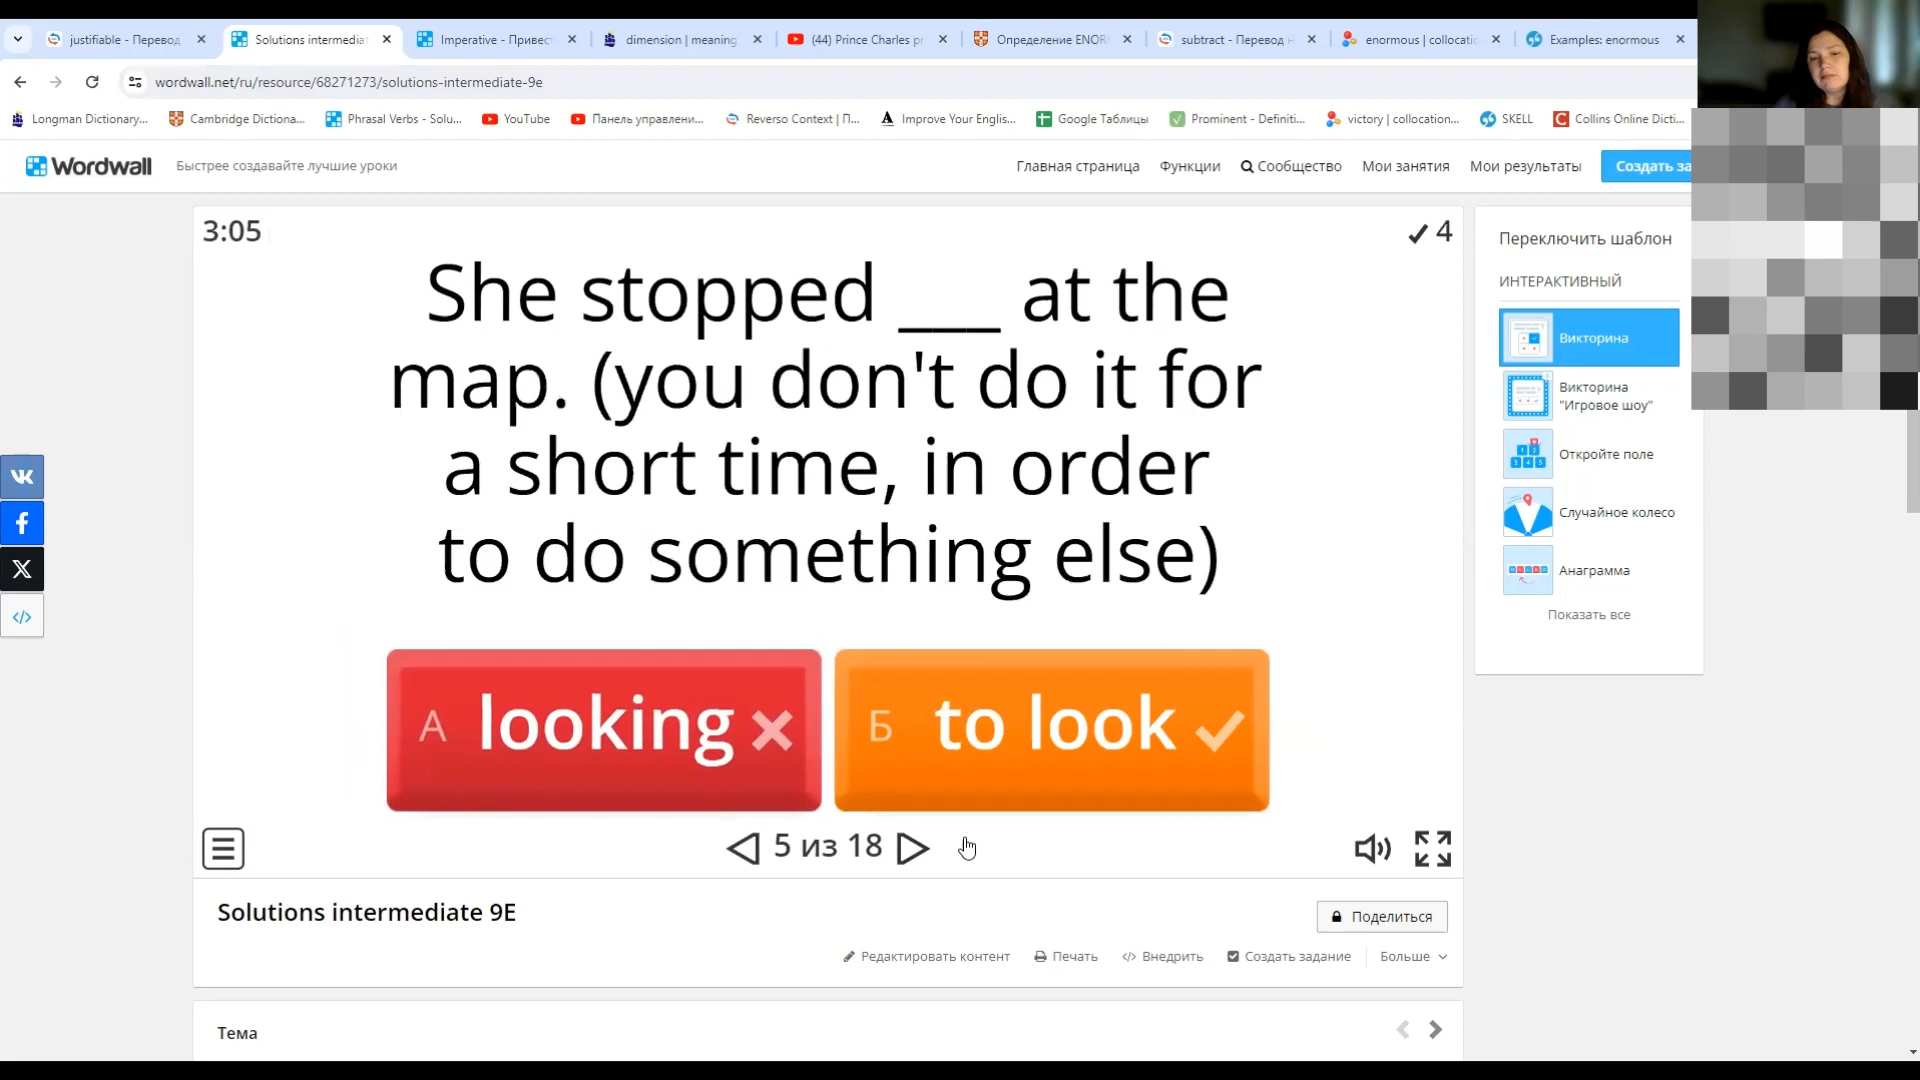 justifiable - Перевод
Solutions intermediat
Imperative - Привест
dimension | meaning
(44) Prince Charles pr
Определение ENOR
subtract - Перевод н
enormous | collocati
Examples: enormous
wordwall.net/ru/resource/68271273/solutions-intermediate-9e
Longman Dictionary...
Cambridge Dictiona...
Phrasal Verbs - Solu...
YouTube
Панель управлени...
Reverso Context | П...
Improve Your Englis...
Google Таблицы
Prominent - Definiti...
victory | collocation...
SKELL
Collins Online Dicti...
Wordwall
Быстрее создавайте лучшие уроки
Главная страница
Функции
Сообщество
Мои занятия
Мои результаты
Создать за
3:05
4
She stopped ___ at the
map. (you don't do it for
a short time, in order
to do something else)
А looking
Б to look
5 из 18
Переключить шаблон
ИНТЕРАКТИВНЫЙ
Викторина
Викторина
"Игровое шоу"
Откройте поле
Случайное колесо
Анаграмма
Показать все
Solutions intermediate 9E
Поделиться
Редактировать контент
Печать
Внедрить
Создать задание
Больше
Тема